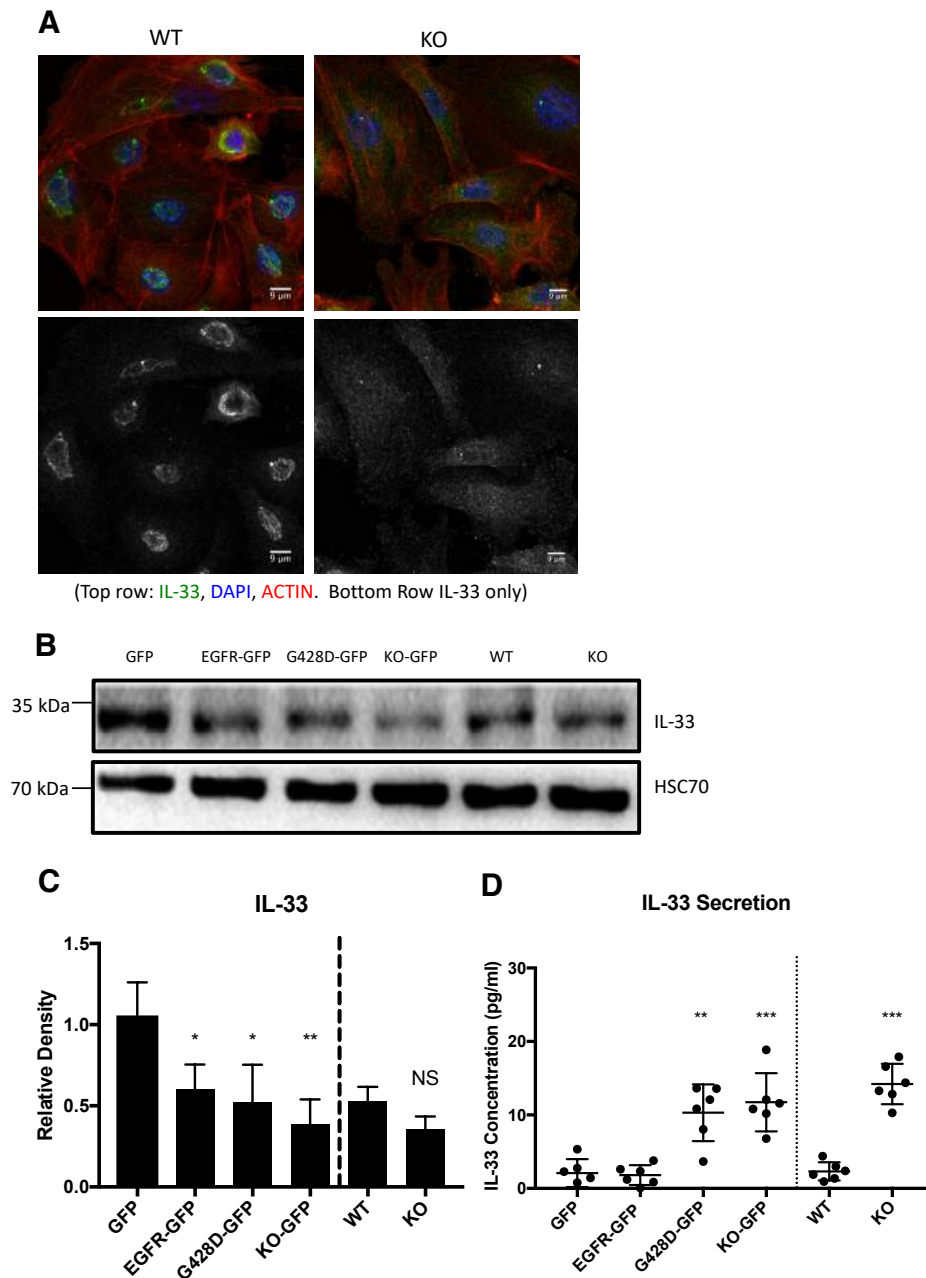 A
WT KO
9 µm 9 µm
9 µm 9 µm
(Top row: IL-33, DAPI, ACTIN. Bottom Row IL-33 only)
B
GFP EGFR-GFP G428D-GFP KO-GFP WT KO
35 kDa
IL-33
70 kDa
HSC70
C
IL-33
Relative Density
1.5
1.0
0.5
0.0
* * ** NS
GFP EGFR-GFP G428D-GFP KO-GFP WT KO
D
IL-33 Secretion
IL-33 Concentration (pg/ml)
30
20
10
0
** *** ***
GFP EGFR-GFP G428D-GFP KO-GFP WT KO